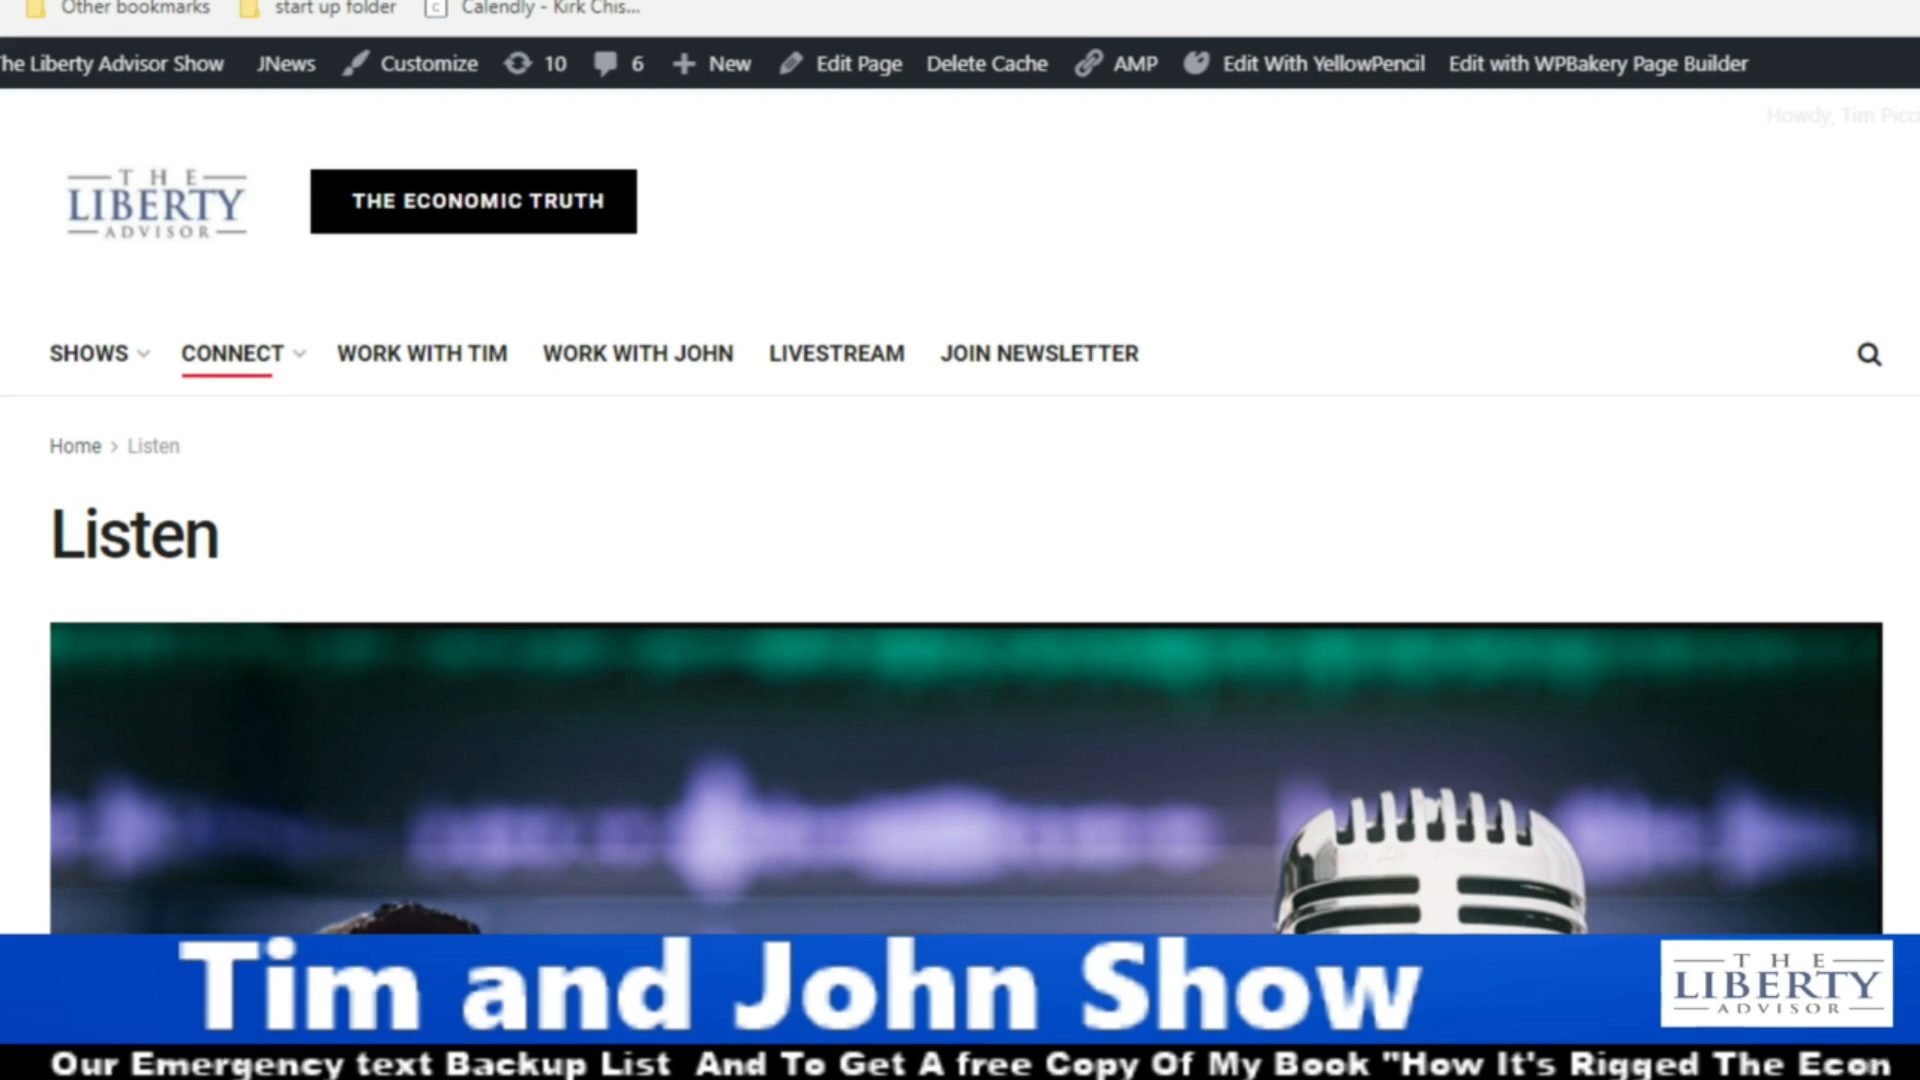 Other bookmarks start up folder Calendly - Kirk Chis...
he Liberty Advisor Show JNews Customize 10 6 New Edit Page Delete Cache AMP Edit With YellowPencil Edit with WPBakery Page Builder
Howdy, Tim Picci
THE
LIBERTY
ADVISOR
THE ECONOMIC TRUTH
SHOWS CONNECT WORK WITH TIM WORK WITH JOHN LIVESTREAM JOIN NEWSLETTER
Home > Listen
Listen
Tim and John Show
THE
LIBERTY
ADVISOR
Our Emergency text Backup List And To Get A free Copy Of My Book "How It's Rigged The Econ